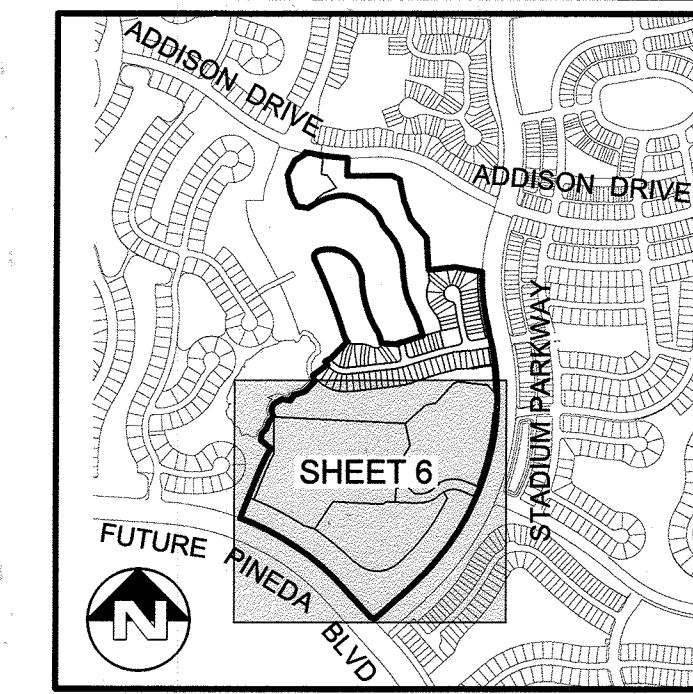 ADDISON DRIVE
ADDISON DRIVE
STADIUM PARKWAY
SHEET 6
FUTURE PINEDA BLVD
N